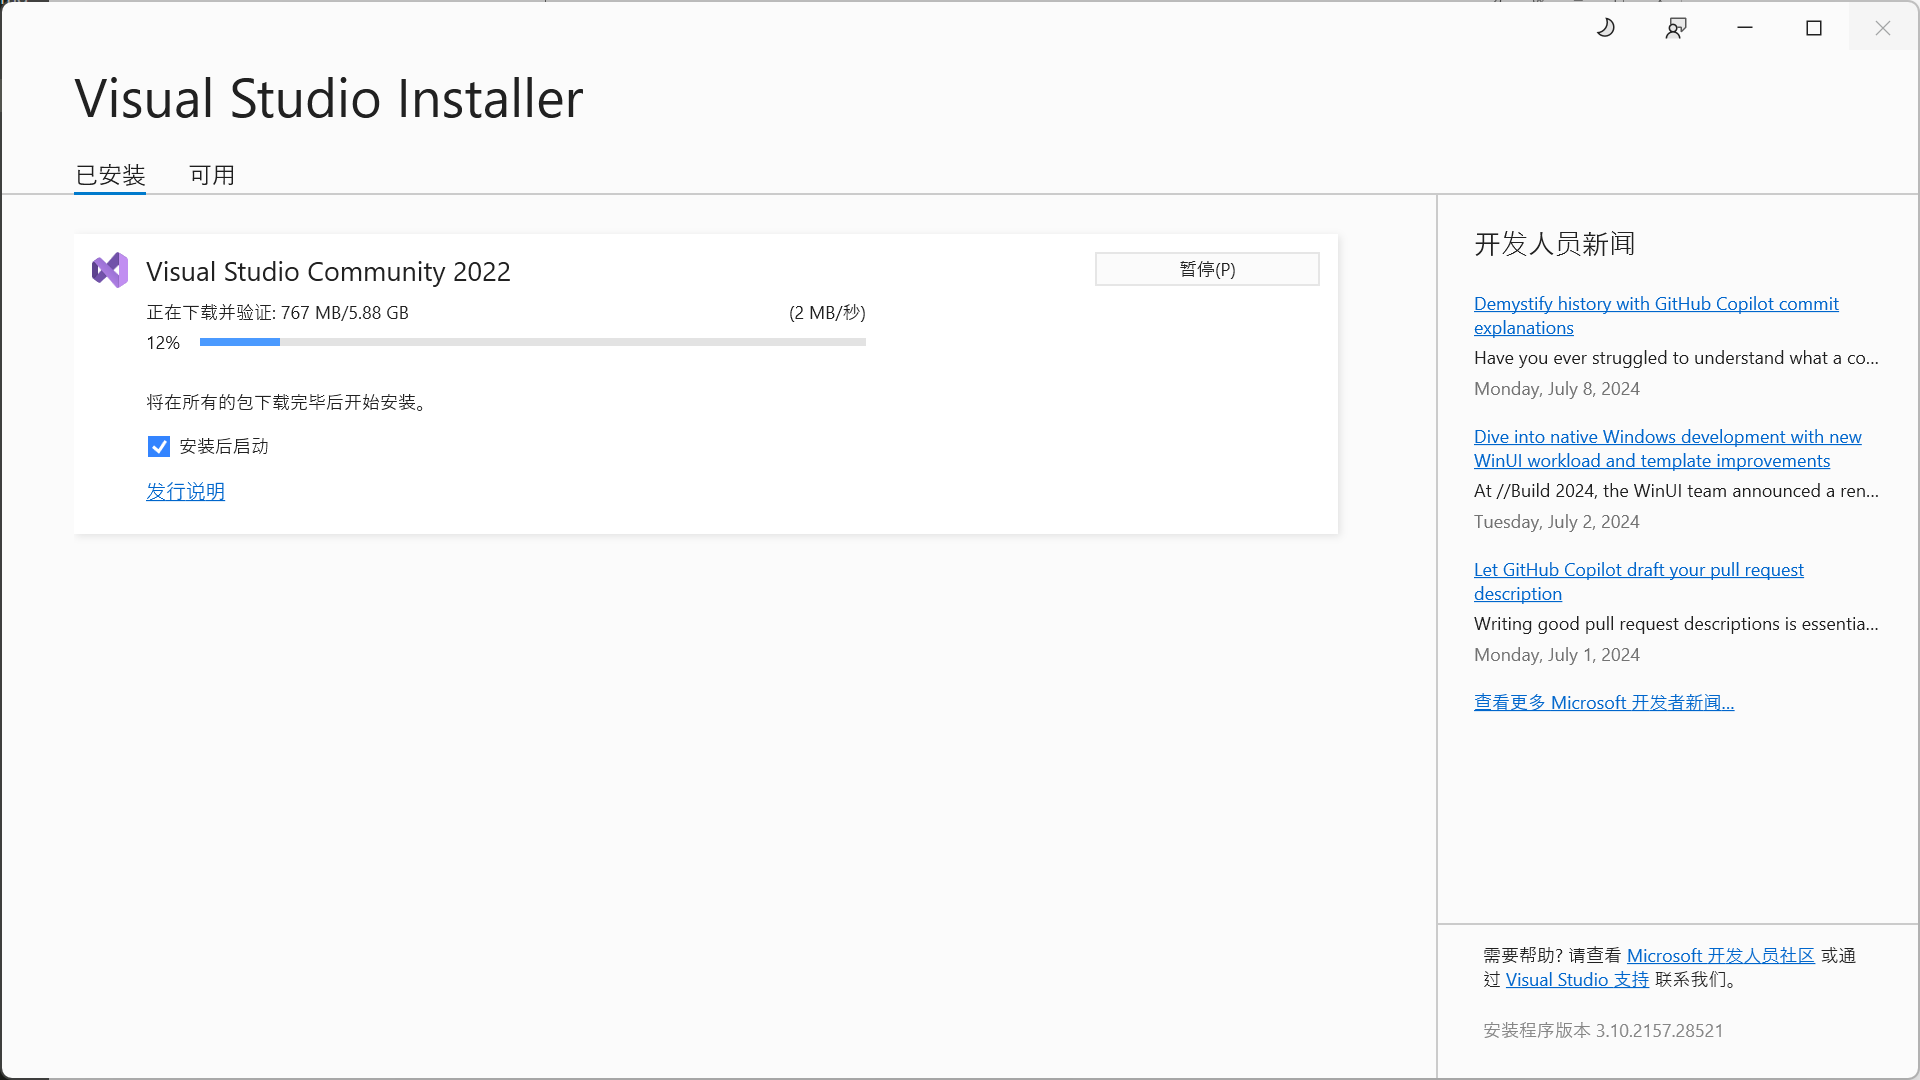 Visual Studio Installer
已安装 可用
Visual Studio Community 2022
暂停(P)
正在下载并验证: 767 MB/5.88 GB (2 MB/秒)
12%
将在所有的包下载完毕后开始安装。
安装后启动
发行说明
开发人员新闻
Demystify history with GitHub Copilot commit
explanations
Have you ever struggled to understand what a co...
Monday, July 8, 2024
Dive into native Windows development with new
WinUI workload and template improvements
At //Build 2024, the WinUI team announced a ren...
Tuesday, July 2, 2024
Let GitHub Copilot draft your pull request
description
Writing good pull request descriptions is essentia...
Monday, July 1, 2024
查看更多 Microsoft 开发者新闻...
需要帮助? 请查看 Microsoft 开发人员社区 或通
过 Visual Studio 支持 联系我们。
安装程序版本 3.10.2157.28521